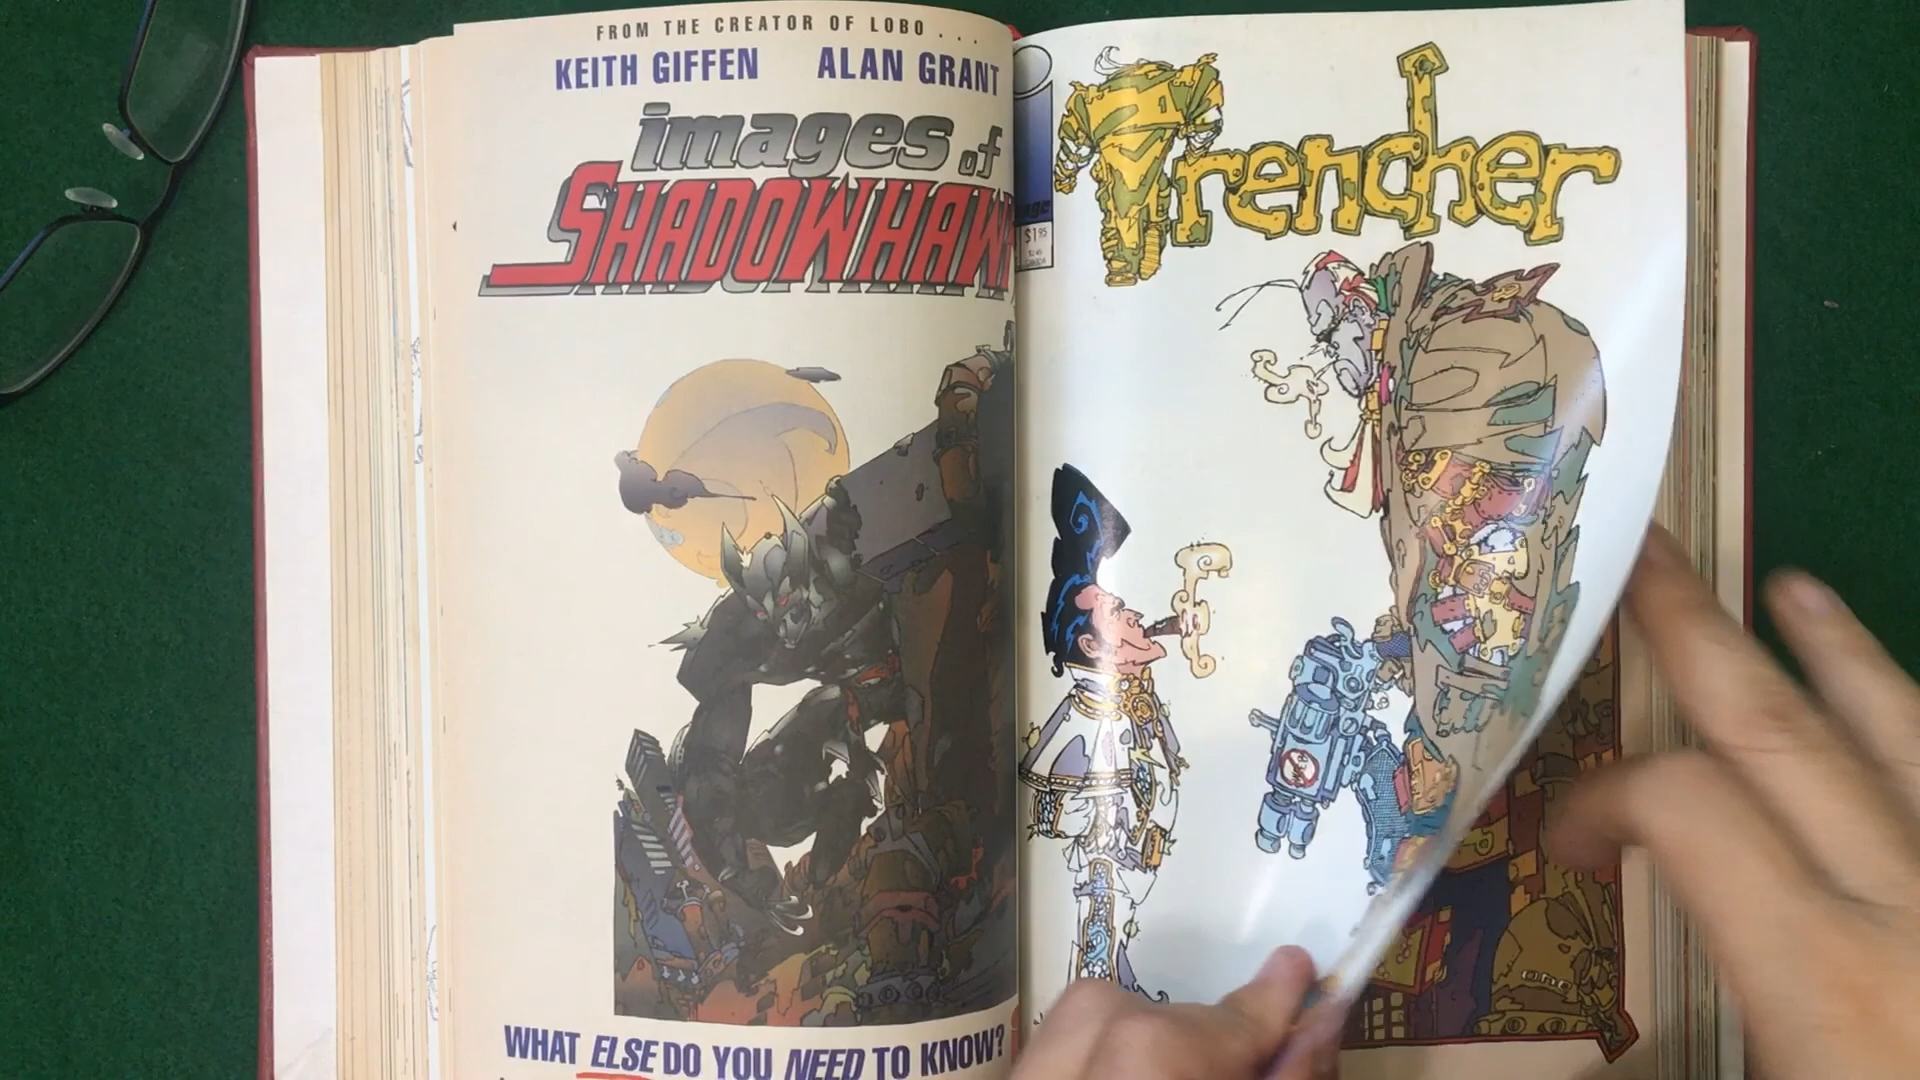 FROM THE CREATOR OF LOBO . . .
KEITH GIFFEN ALAN GRANT
images of
SHADOWHAW
WHAT ELSE DO YOU NEED TO KNOW?
Trencher
$1.95